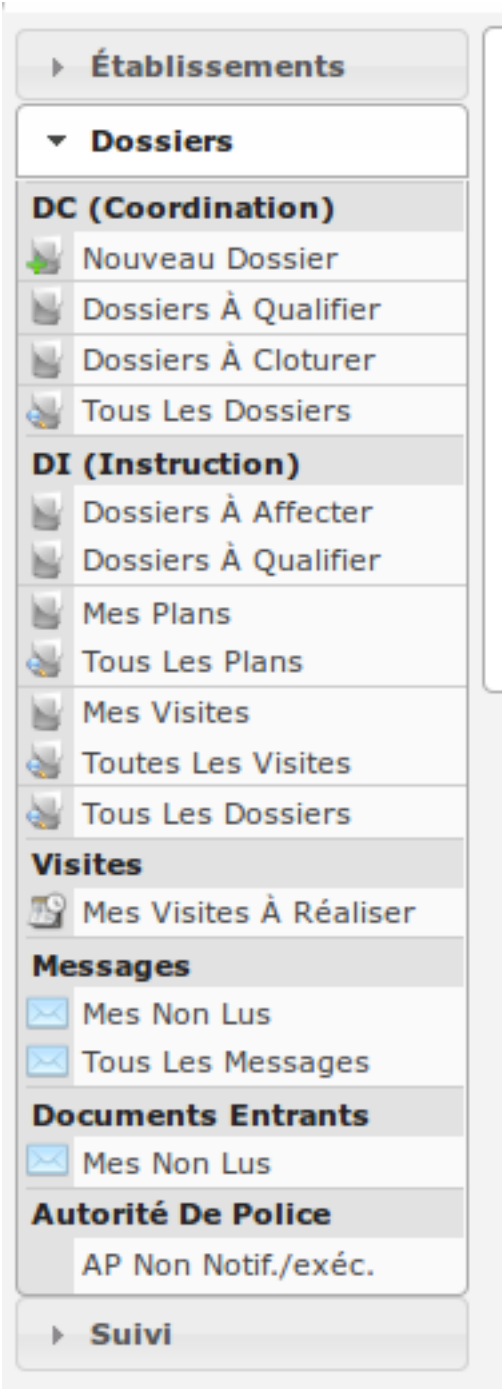 Établissements
Dossiers
DC (Coordination)
Nouveau Dossier
Dossiers À Qualifier
Dossiers À Cloturer
Tous Les Dossiers
DI (Instruction)
Dossiers À Affecter
Dossiers À Qualifier
Mes Plans
Tous Les Plans
Mes Visites
Toutes Les Visites
Tous Les Dossiers
Visites
Mes Visites À Réaliser
Messages
Mes Non Lus
Tous Les Messages
Documents Entrants
Mes Non Lus
Autorité De Police
AP Non Notif./exéc.
Suivi